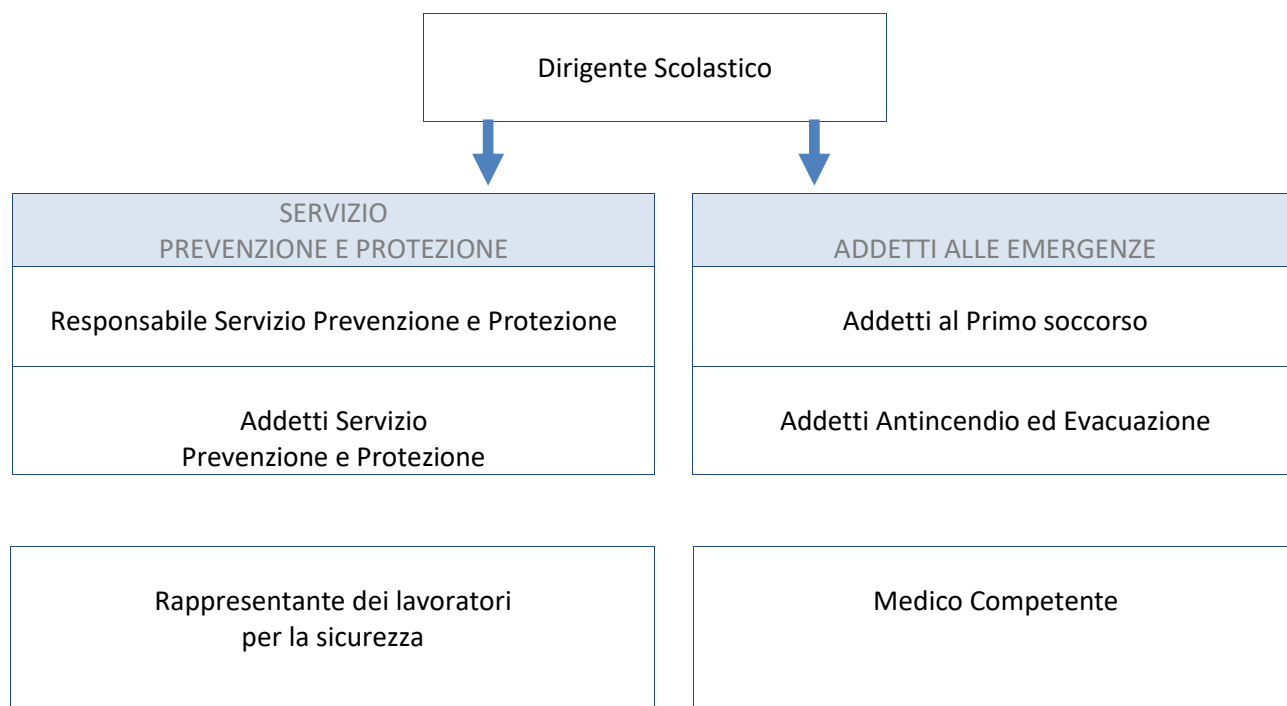 Dirigente Scolastico
SERVIZIO
PREVENZIONE E PROTEZIONE
Responsabile Servizio Prevenzione e Protezione
Addetti Servizio
Prevenzione e Protezione
ADDETTI ALLE EMERGENZE
Addetti al Primo soccorso
Addetti Antincendio ed Evacuazione
Rappresentante dei lavoratori
per la sicurezza
Medico Competente